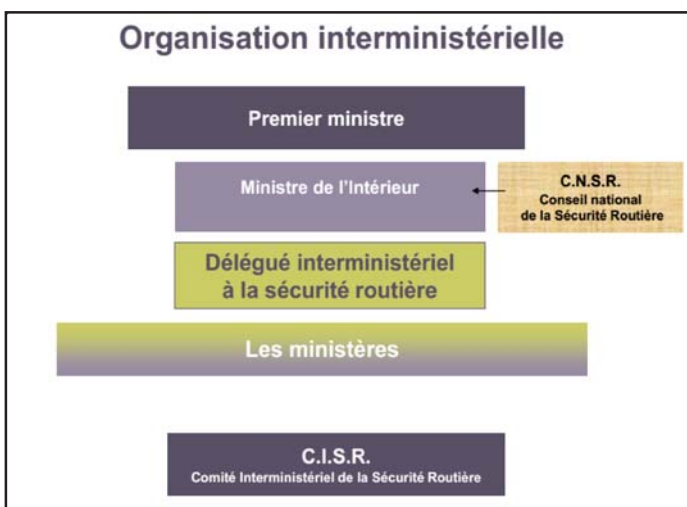 Organisation interministérielle
Premier ministre
Ministre de l'Intérieur
C.N.S.R.
Conseil national
de la Sécurité Routière
Délégué interministériel
à la sécurité routière
Les ministères
C.I.S.R.
Comité Interministériel de la Sécurité Routière